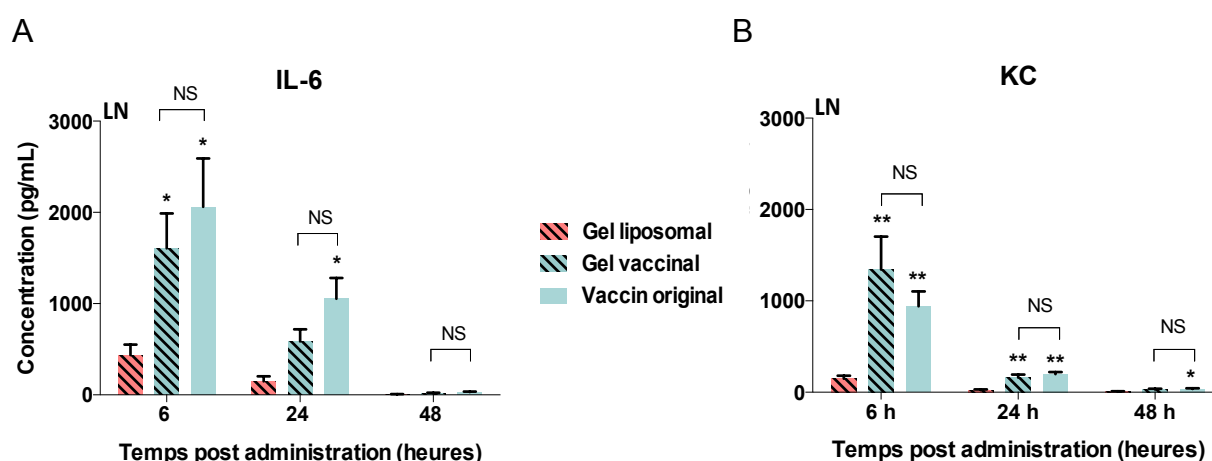 A
IL-6
LN
NS
*
*
NS
*
NS
3000
2000
1000
0
Concentration (pg/mL)
6
24
48
Temps post administration (heures)
Gel liposomal
Gel vaccinal
Vaccin original
B
KC
LN
NS
**
**
NS
**
**
NS
*
3000
2000
1000
0
6 h
24 h
48 h
Temps post administration (heures)